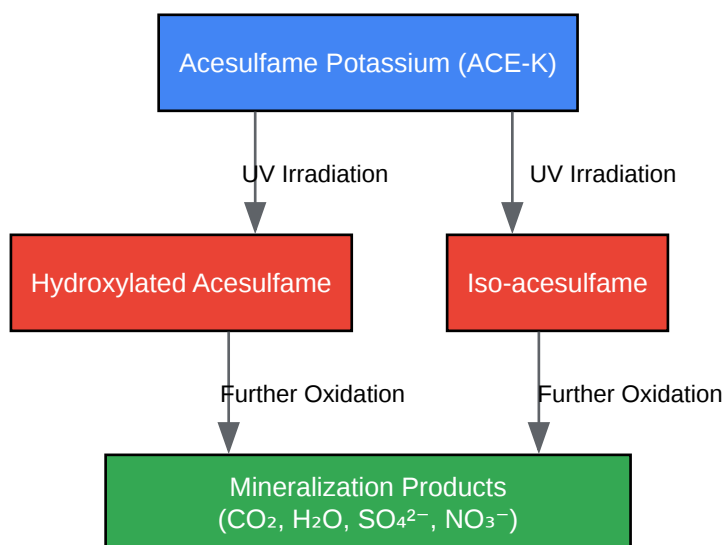 Acesulfame Potassium (ACE-K)
UV Irradiation
UV Irradiation
Hydroxylated Acesulfame
Iso-acesulfame
Further Oxidation
Further Oxidation
Mineralization Products
(CO₂, H₂O, SO₄²⁻, NO₃⁻)